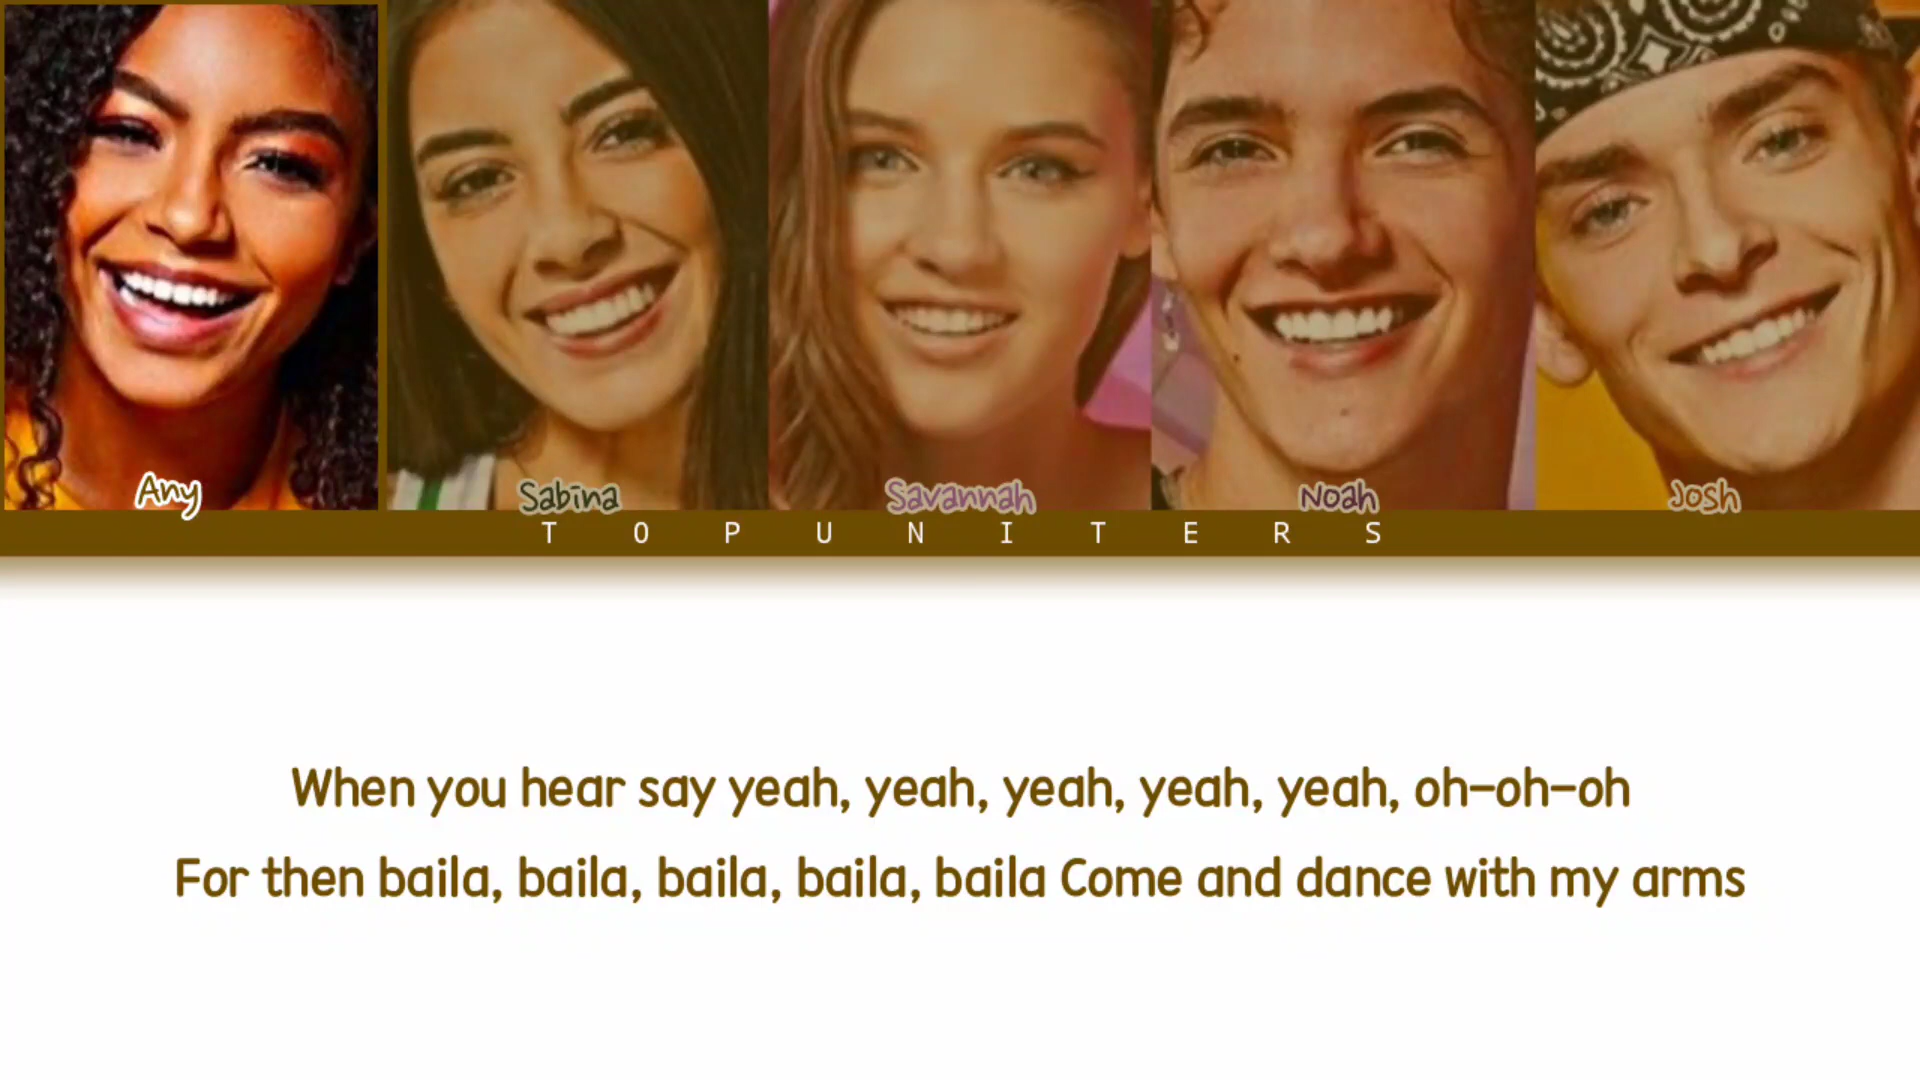 Any Sabina Savannah Noah Josh
TOPUNITERS
When you hear say yeah, yeah, yeah, yeah, yeah, oh-oh-oh
For then baila, baila, baila, baila, baila Come and dance with my arms